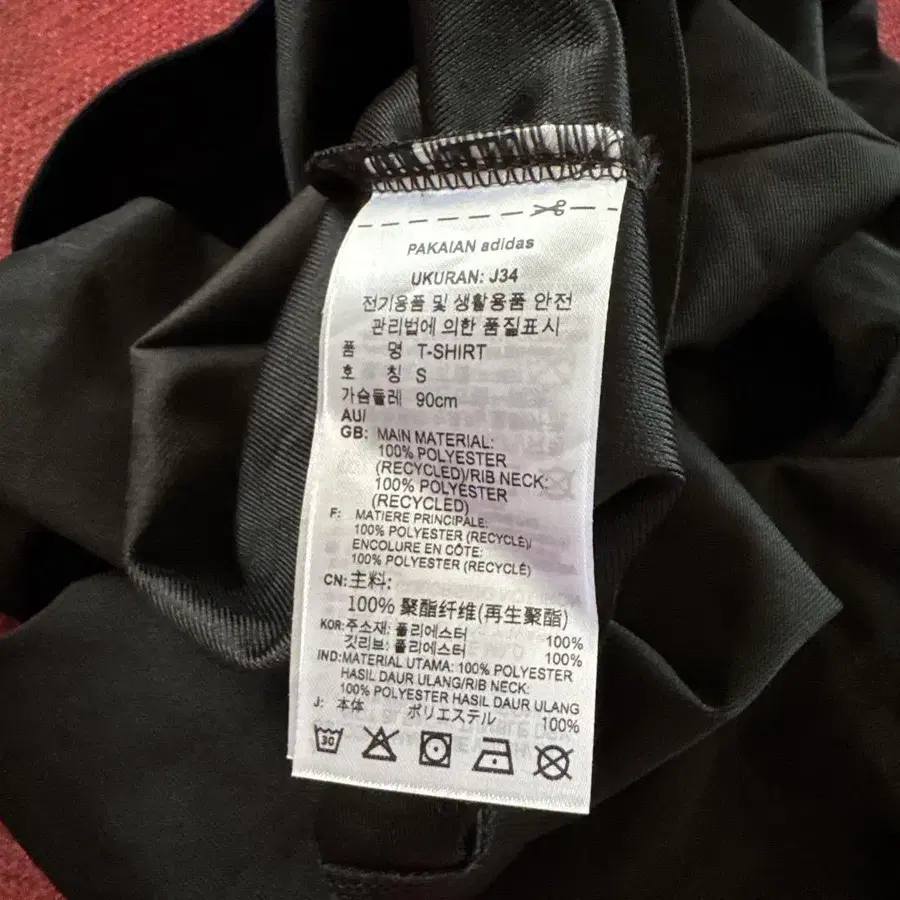 PAKAIAN adidas
UKURAN: J34
전기용품 및 생활용품 안전
관리법에 의한 품질표시
품 명 T-SHIRT
호 칭 S
가슴둘레 90cm
AU/
GB: MAIN MATERIAL:
100% POLYESTER
(RECYCLED)/RIB NECK:
100% POLYESTER
(RECYCLED)
F: MATIERE PRINCIPALE:
100% POLYESTER (RECYCLÉ)/
ENCOLURE EN CÔTE:
100% POLYESTER (RECYCLÉ)
CN: 主料:
100% 聚酯纤维(再生聚酯)
KOR: 주소재: 폴리에스터 100%
깃리브: 폴리에스터 100%
IND: MATERIAL UTAMA: 100% POLYESTER
HASIL DAUR ULANG/RIB NECK:
100% POLYESTER HASIL DAUR ULANG
J: 本体 ポリエステル 100%
30